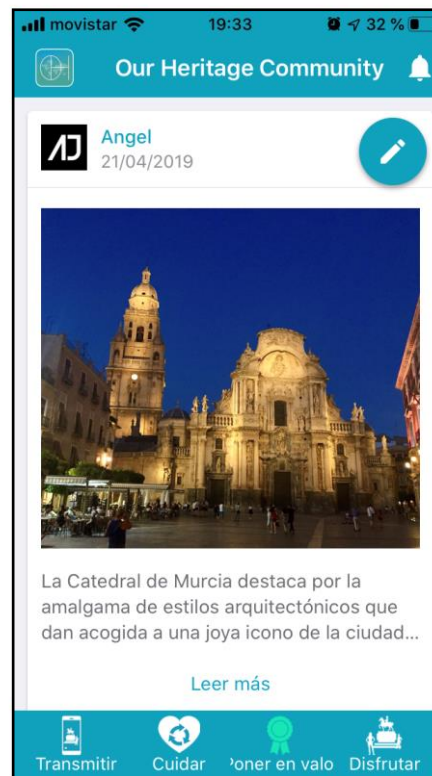 movistar 19:33 32 %
Our Heritage Community
AJ
Angel
21/04/2019
La Catedral de Murcia destaca por la
amalgama de estilos arquitectónicos que
dan acogida a una joya icono de la ciudad...
Leer más
Transmitir Cuidar Poner en valo Disfrutar